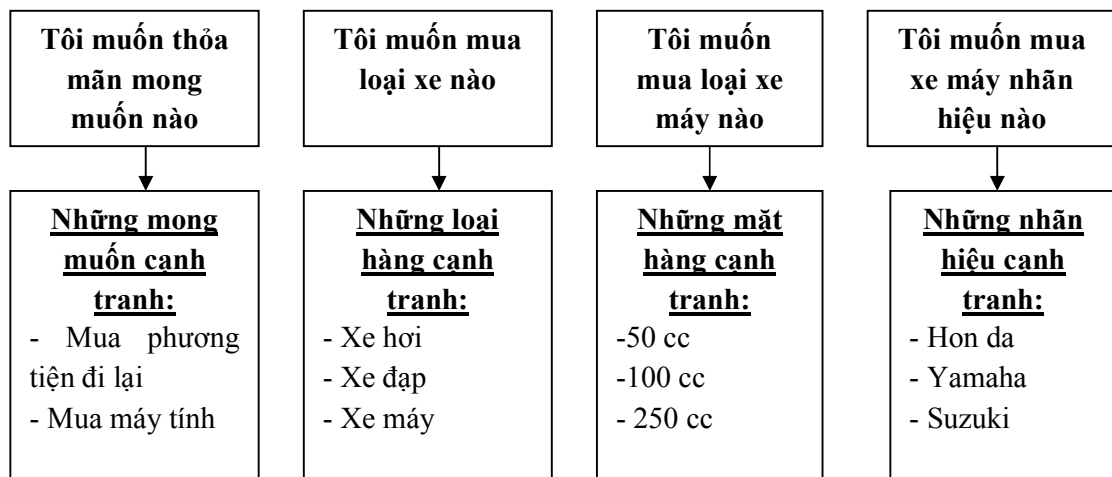 Tôi muốn thỏa
mãn mong
muốn nào
Tôi muốn mua
loại xe nào
Tôi muốn
mua loại xe
máy nào
Tôi muốn mua
xe máy nhãn
hiệu nào
Những mong
muốn cạnh
tranh:
- Mua phương
tiện đi lại
- Mua máy tính
Những loại
hàng cạnh
tranh:
- Xe hơi
- Xe đạp
- Xe máy
Những mặt
hàng cạnh
tranh:
-50 cc
-100 cc
- 250 cc
Những nhãn
hiệu cạnh
tranh:
- Hon da
- Yamaha
- Suzuki